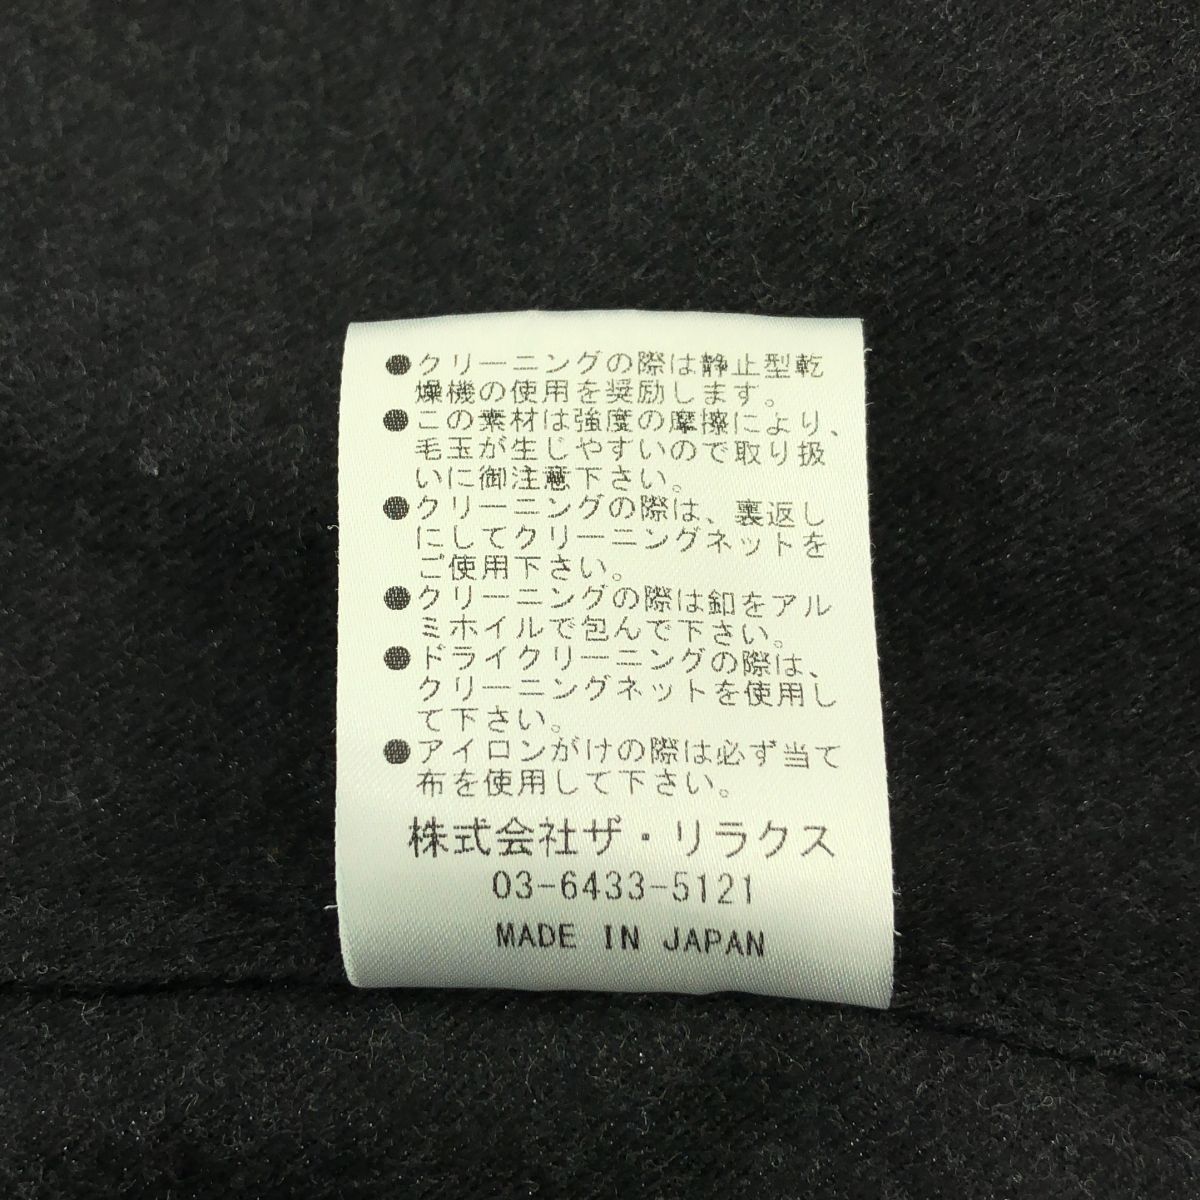 ●クリーニングの際は静止型乾
燥機の使用を奨励します。
●この素材は強度の摩擦により、
毛玉が生じやすいので取り扱
いに御注意下さい。
●クリーニングの際は、裏返し
にしてクリーニングネットを
ご使用下さい。
●クリーニングの際は釦をアル
ミホイルで包んで下さい。
●ドライクリーニングの際は、
クリーニングネットを使用し
て下さい。
●アイロンがけの際は必ず当て
布を使用して下さい。
株式会社ザ・リラクス
03-6433-5121
MADE IN JAPAN